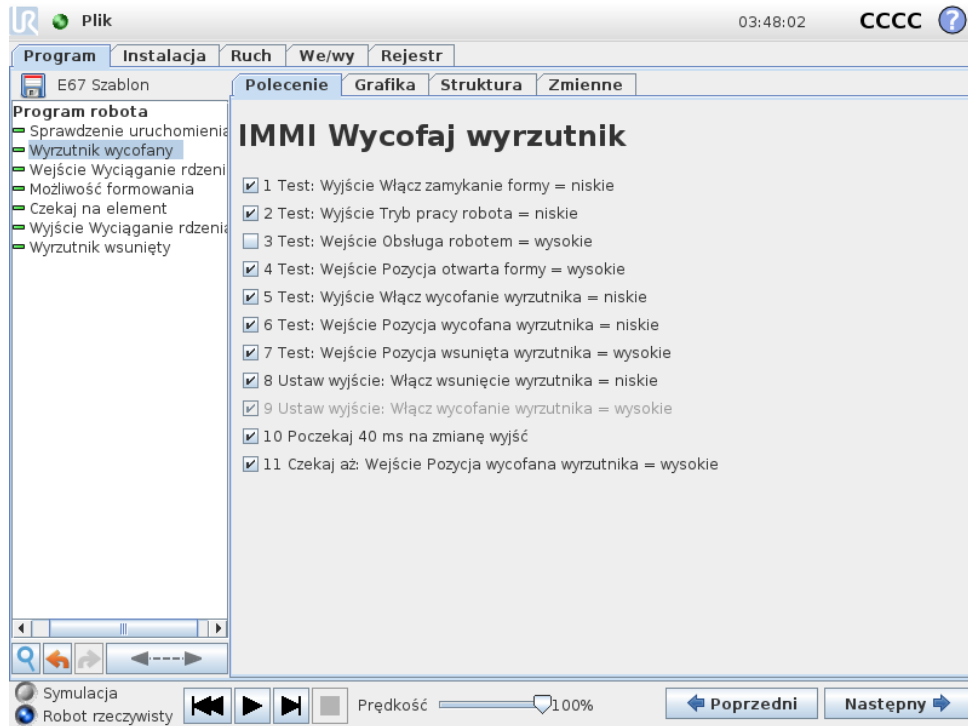 UR Plik 03:48:02 CCCC ?
Program Instalacja Ruch We/wy Rejestr
E67 Szablon
Polecenie Grafika Struktura Zmienne
Program robota
Sprawdzenie uruchomienia
Wyrzutnik wycofany
Wejście Wyciąganie rdzeni
Możliwość formowania
Czekaj na element
Wyjście Wyciąganie rdzenia
Wyrzutnik wsunięty
IMMI Wycofaj wyrzutnik
1 Test: Wyjście Włącz zamykanie formy = niskie
2 Test: Wyjście Tryb pracy robota = niskie
3 Test: Wejście Obsługa robotem = wysokie
4 Test: Wejście Pozycja otwarta formy = wysokie
5 Test: Wyjście Włącz wycofanie wyrzutnika = niskie
6 Test: Wejście Pozycja wycofana wyrzutnika = niskie
7 Test: Wejście Pozycja wsunięta wyrzutnika = wysokie
8 Ustaw wyjście: Włącz wsunięcie wyrzutnika = niskie
9 Ustaw wyjście: Włącz wycofanie wyrzutnika = wysokie
10 Poczekaj 40 ms na zmianę wyjść
11 Czekaj aż: Wejście Pozycja wycofana wyrzutnika = wysokie
Symulacja
Robot rzeczywisty
Prędkość 100%
Poprzedni Następny